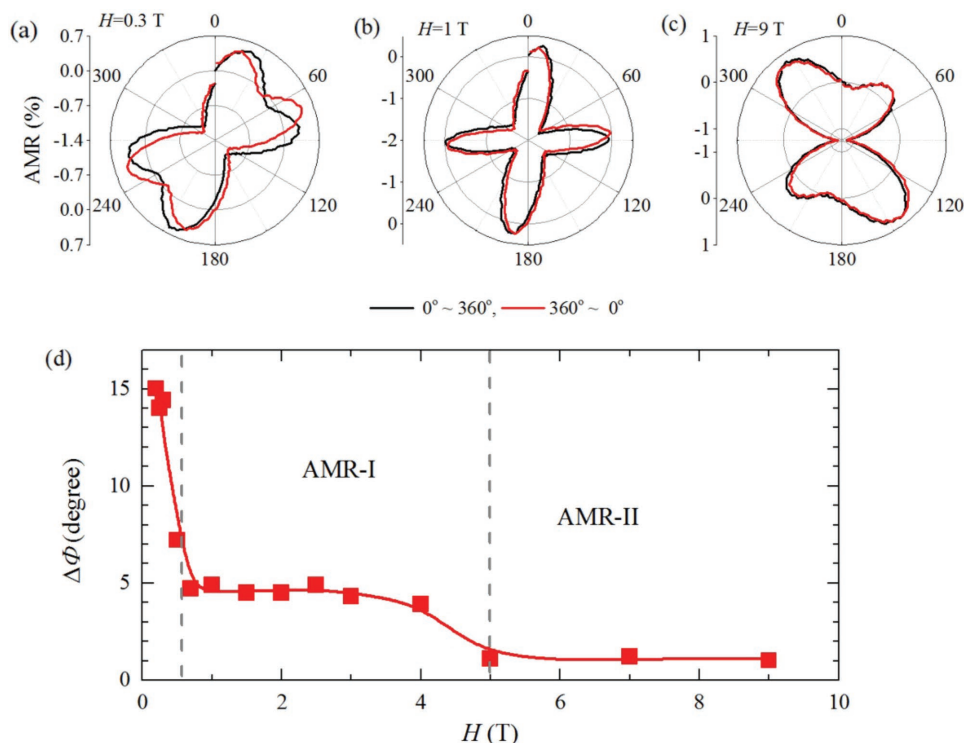 (a)
H=0.3 T
0
60
120
180
240
300
AMR (%)
0.7
0.0
-0.7
-1.4
-0.7
0.0
0.7
(b)
H=1 T
0
60
120
180
240
300
0
-1
-2
-1
0
(c)
H=9 T
0
60
120
180
240
300
1
0
-1
-1
0
1
0° ~ 360°, 360° ~ 0°
(d)
ΔΦ (degree)
15
10
5
0
AMR-I
AMR-II
0 2 4 6 8 10
H (T)